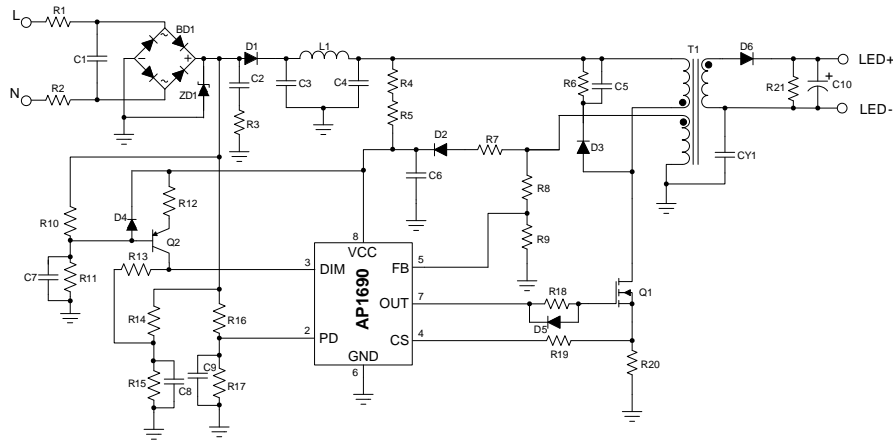 L
R1
BD1
C1
N
R2
ZD1
D1
L1
C2
C3
C4
R3
R4
R5
R6
C5
T1
D6
LED+
R21
C10
LED-
D2
R7
D3
CY1
C6
R8
R9
R10
D4
R12
Q2
R13
C7
R11
8
VCC
3
DIM
FB
5
AP1690
OUT
7
R18
Q1
D5
R14
R16
2
PD
CS
4
R19
GND
6
R20
R15
C8
C9
R17